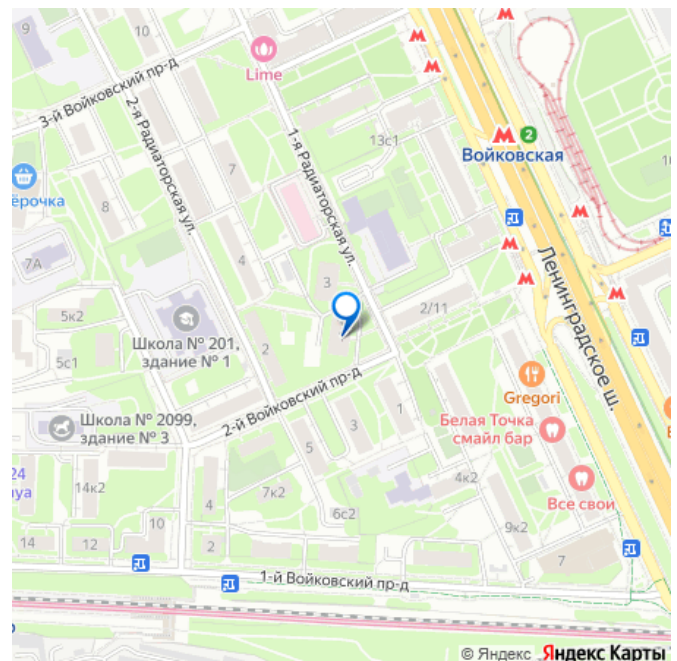 9
Lime
3-й Войковский пр-д
2-я Радиаторская ул.
1-я Радиаторская ул.
13с1
2
Войковская
7
ёрочка
8
7А
4
3
2/11
Ленинградское ш.
5к2
Школа № 201,
здание № 1
2
5с1
Gregori
2-й Войковский пр-д
Школа № 2099,
здание № 3
1
3
Белая Точка
смайл бар
5
24
14к2
7к2
4к2
Все свои
4
6с2
10
9к2
14
12
2
7
1-й Войковский пр-д
© Яндекс Яндекс Карты